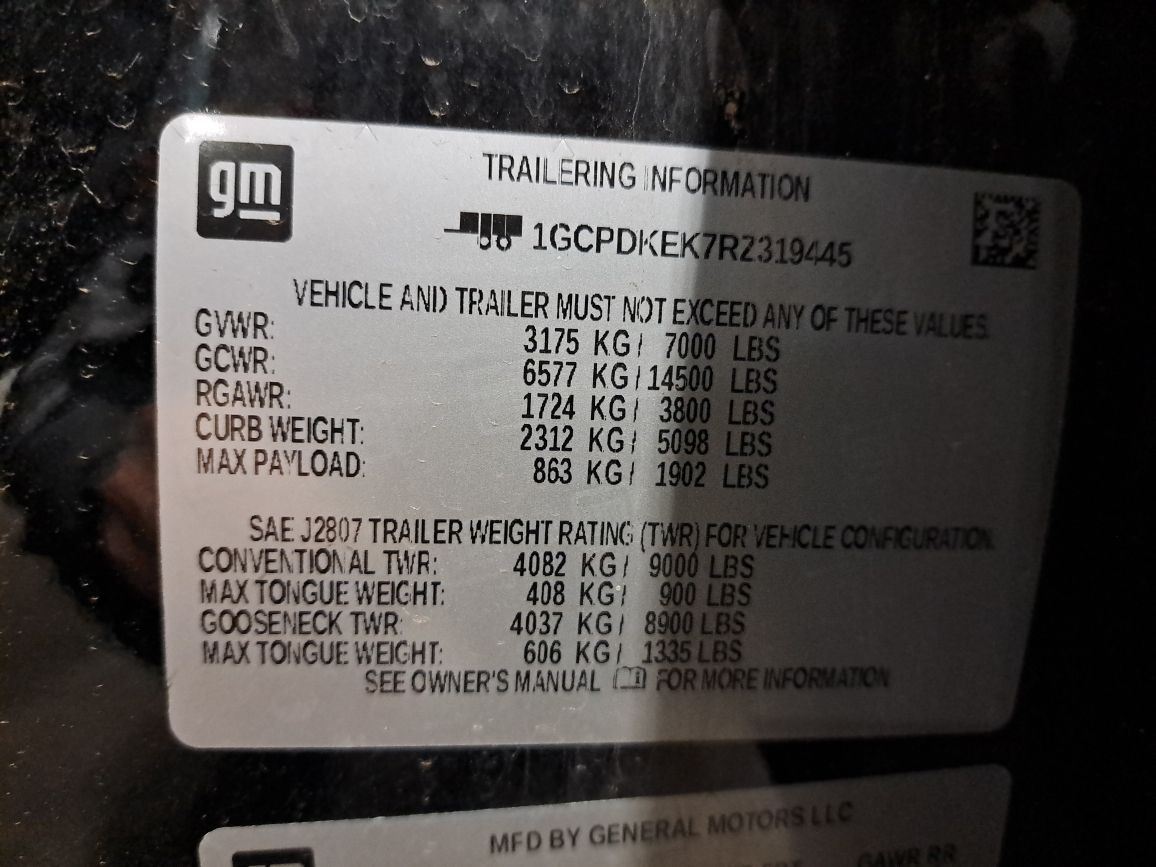 gm
TRAILERING INFORMATION
1GCPDKEK7RZ319445
VEHICLE AND TRAILER MUST NOT EXCEED ANY OF THESE VALUES.
GVWR: 3175 KG/ 7000 LBS
GCWR: 6577 KG/ 14500 LBS
RGAWR: 1724 KG/ 3800 LBS
CURB WEIGHT: 2312 KG/ 5098 LBS
MAX PAYLOAD: 863 KG/ 1902 LBS
SAE J2807 TRAILER WEIGHT RATING (TWR) FOR VEHICLE CONFIGURATION.
CONVENTIONAL TWR: 4082 KG/ 9000 LBS
MAX TONGUE WEIGHT: 408 KG/ 900 LBS
GOOSENECK TWR: 4037 KG/ 8900 LBS
MAX TONGUE WEIGHT: 606 KG/ 1335 LBS
SEE OWNER'S MANUAL FOR MORE INFORMATION
MFD BY GENERAL MOTORS LLC
GAWR RR